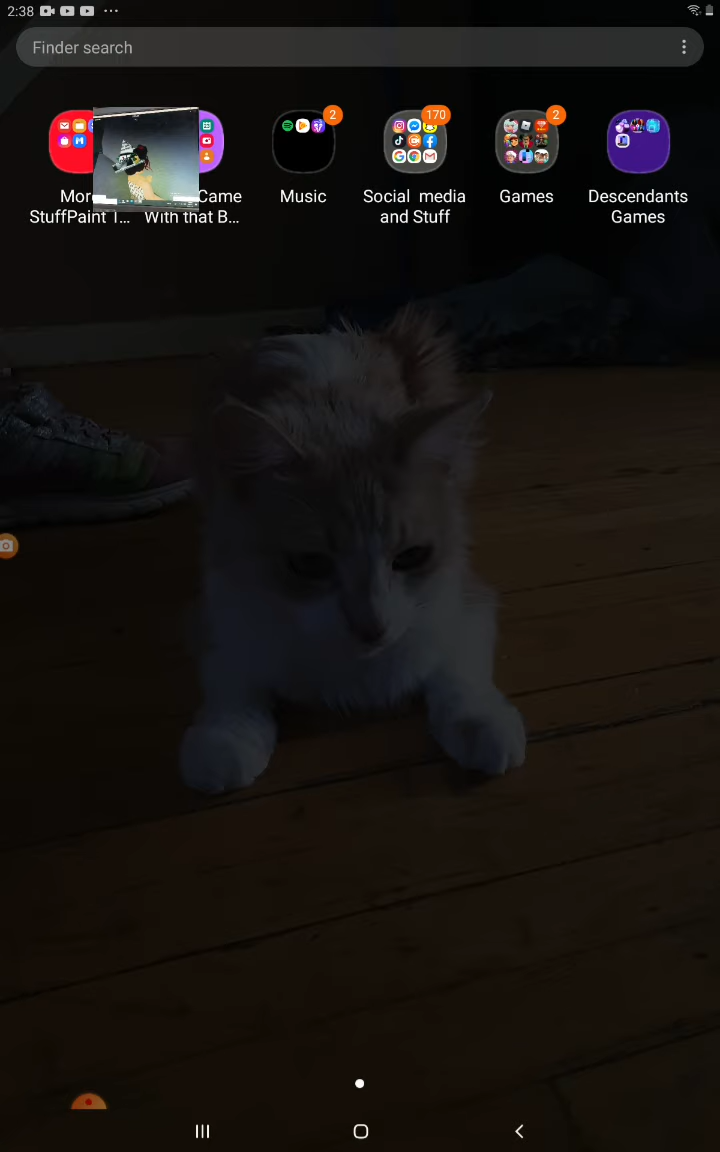 2:38
Finder search
2
170
2
Mor
StuffPaint T...
Came
With that B...
Music
Social media
and Stuff
Games
Descendants
Games